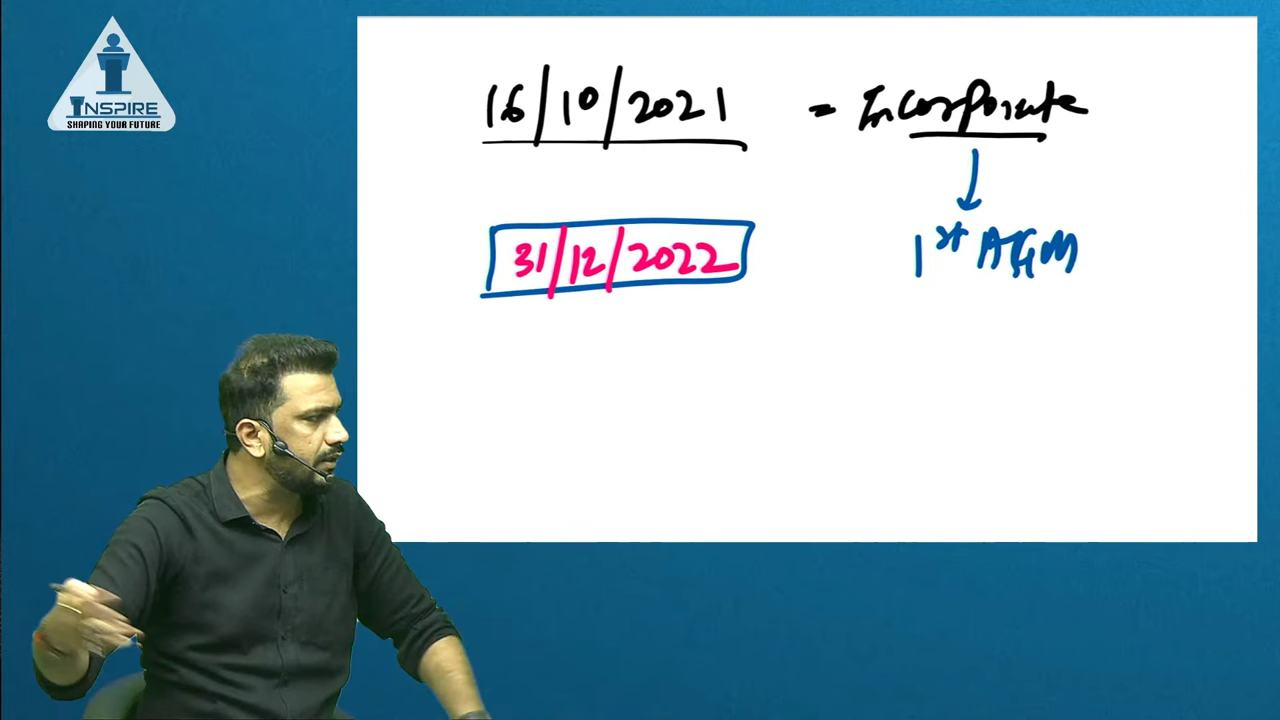 INSPIRE
SHAPING YOUR FUTURE
16/10/2021 = Incorporate
31/12/2022 1st AGM